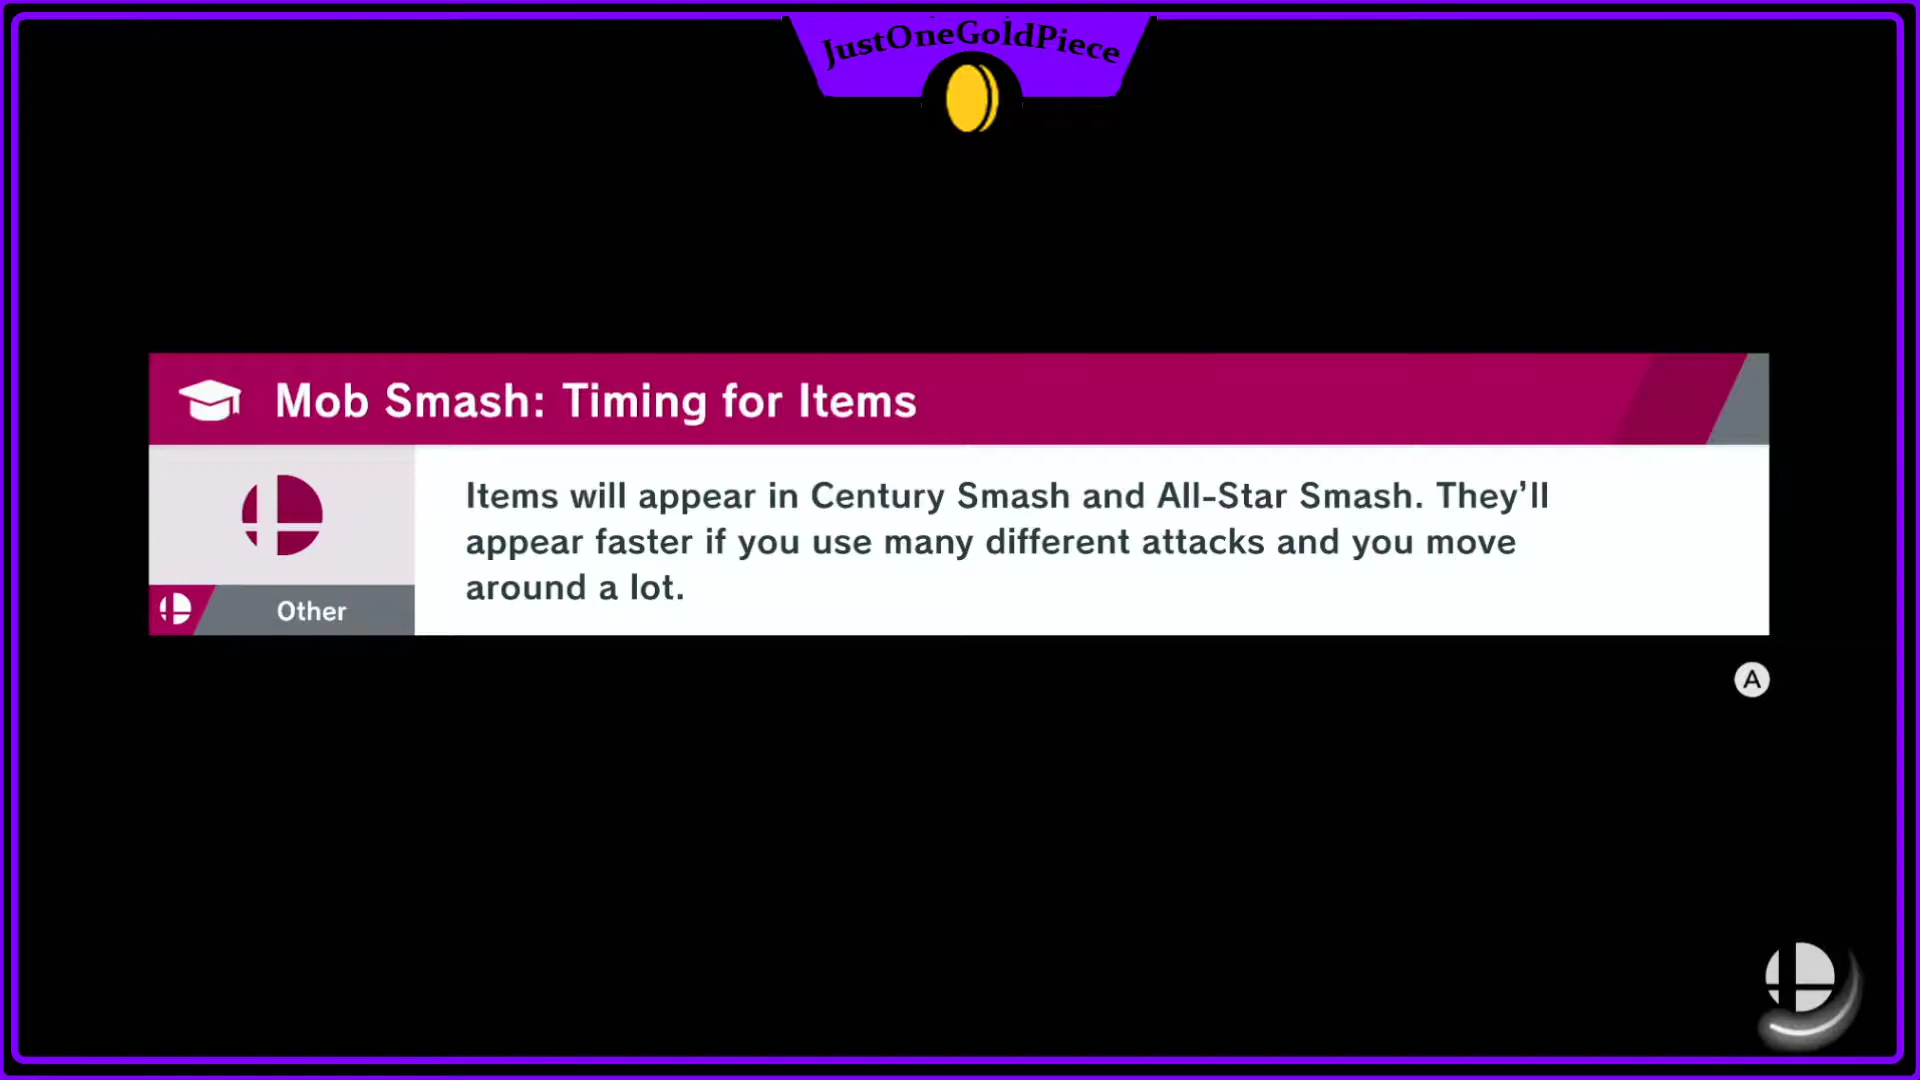 JustOneGoldPiece
Mob Smash: Timing for Items
Items will appear in Century Smash and All-Star Smash. They’ll
appear faster if you use many different attacks and you move
around a lot.
Other
A